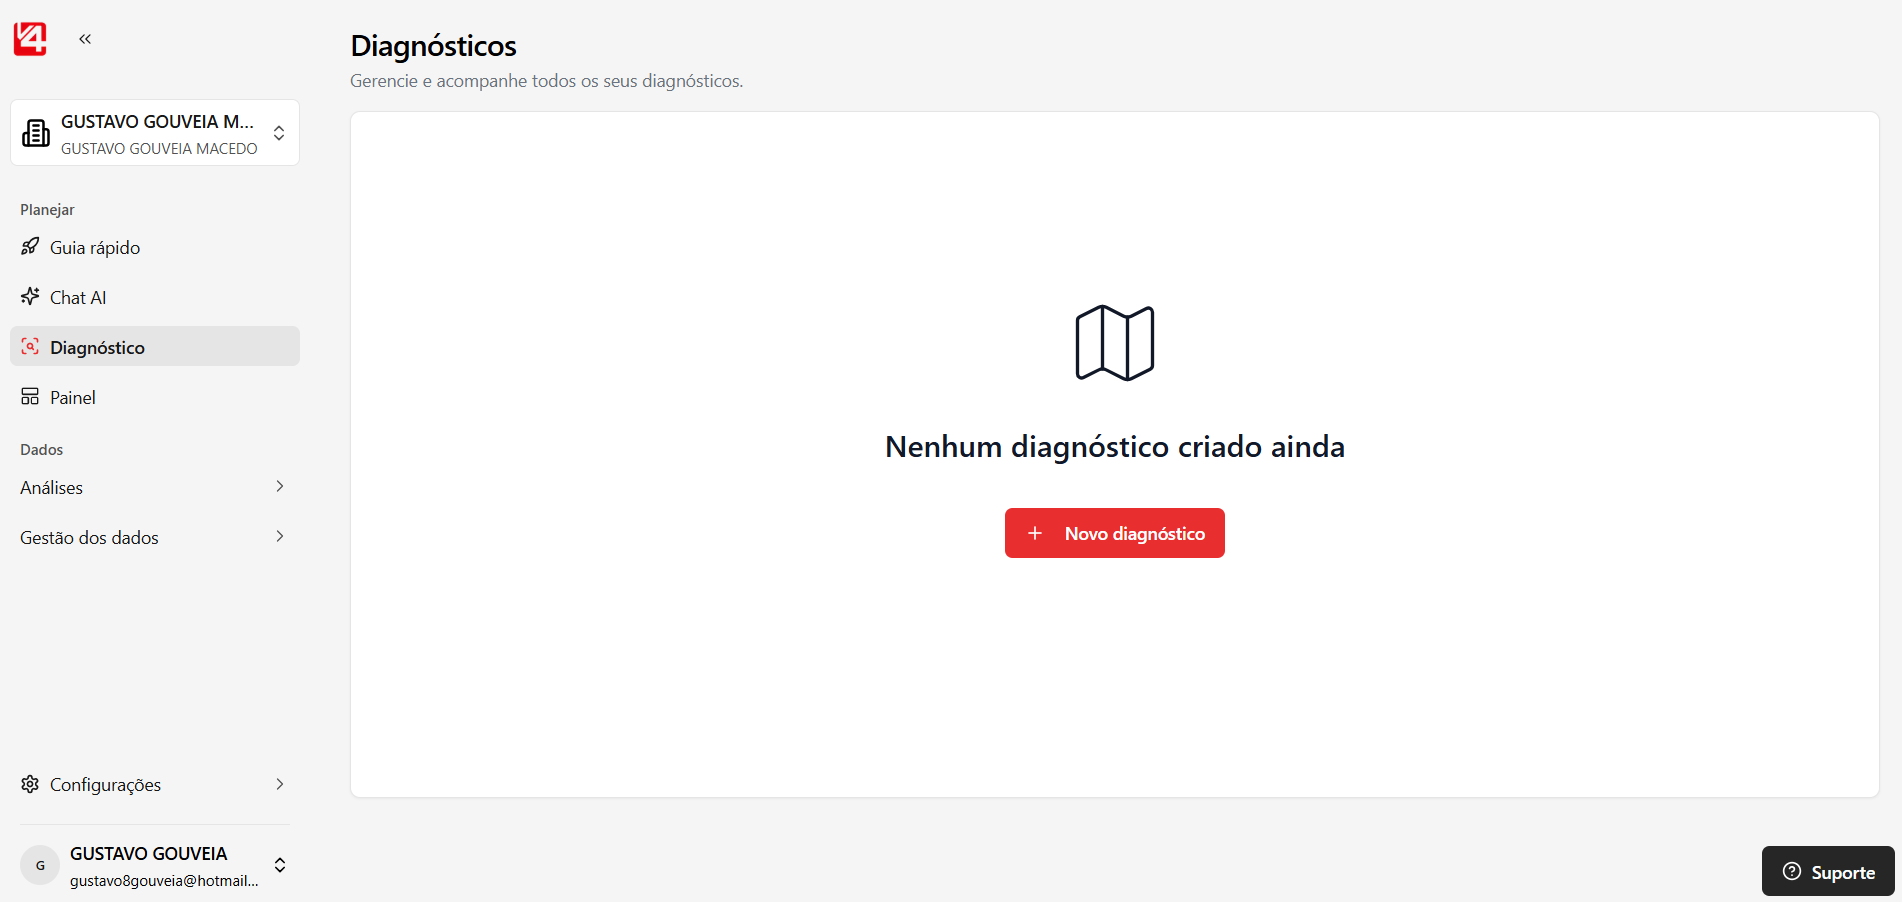 V4
GUSTAVO GOUVEIA M...
GUSTAVO GOUVEIA MACEDO
Planejar
Guia rápido
Chat AI
Diagnóstico
Painel
Dados
Análises
Gestão dos dados
Configurações
G
GUSTAVO GOUVEIA
gustavo8gouveia@hotmail...
Diagnósticos
Gerencie e acompanhe todos os seus diagnósticos.
Nenhum diagnóstico criado ainda
+ Novo diagnóstico
Suporte